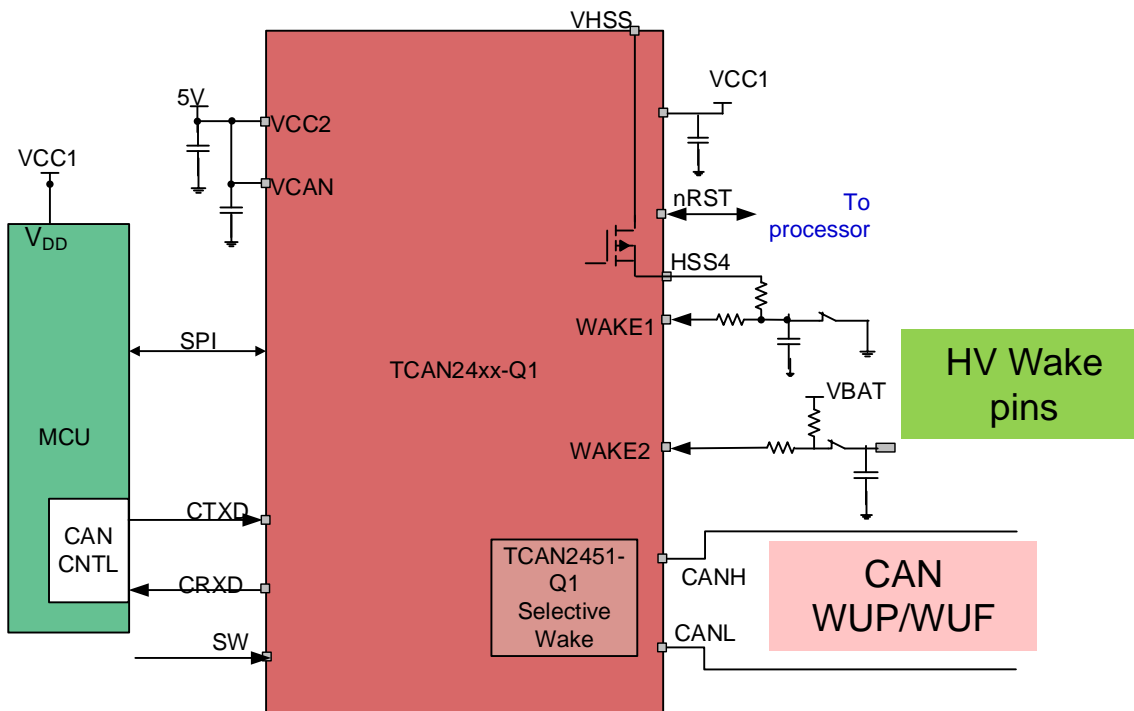 VHSS
VCC1
5V
VCC2
VCC1
VCAN
nRST
To
processor
VDD
HSS4
WAKE1
SPI
TCAN24xx-Q1
HV Wake
pins
VBAT
MCU
WAKE2
CTXD
CAN
CNTL
TCAN2451-
Q1
Selective
Wake
CANH
CAN
WUP/WUF
CRXD
CANL
SW